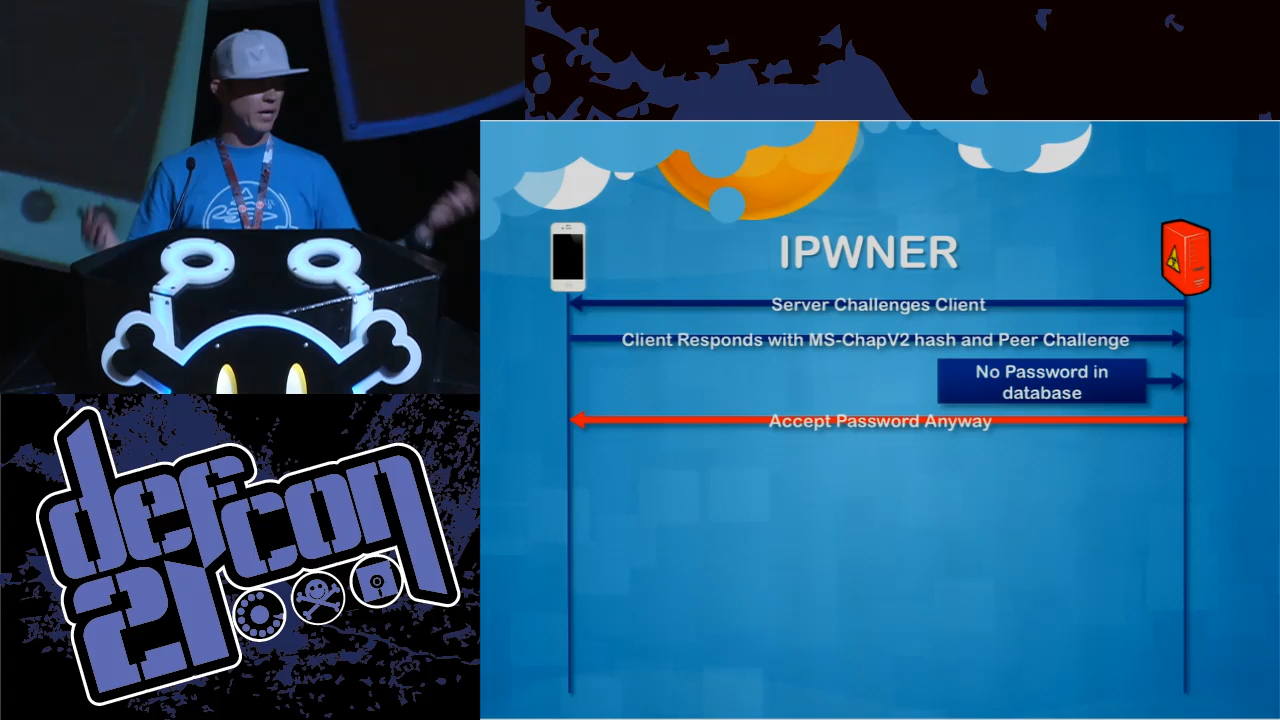 IPWNER
Server Challenges Client
Client Responds with MS-ChapV2 hash and Peer Challenge
No Password in
database
Accept Password Anyway
defcon
21